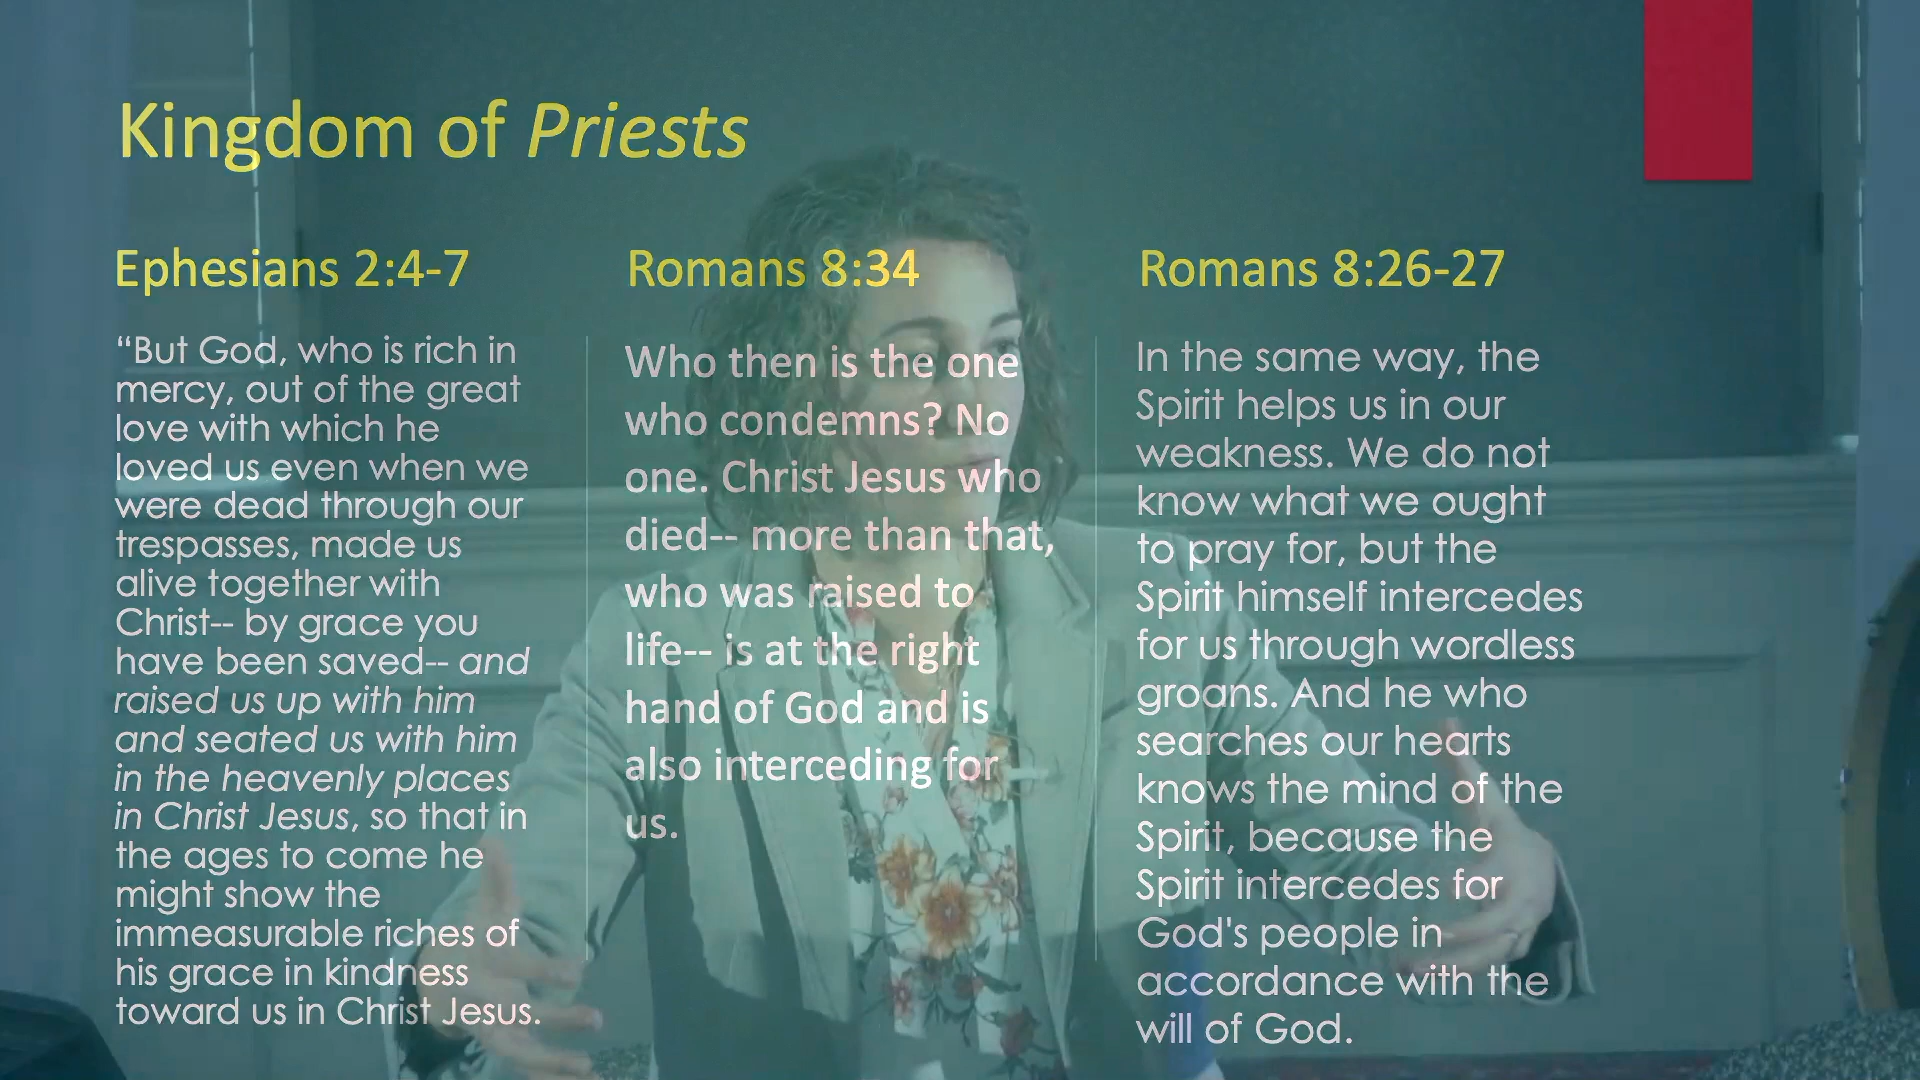 Kingdom of Priests
Ephesians 2:4-7
“But God, who is rich in
mercy, out of the great
love with which he
loved us even when we
were dead through our
trespasses, made us
alive together with
Christ-- by grace you
have been saved-- and
raised us up with him
and seated us with him
in the heavenly places
in Christ Jesus, so that in
the ages to come he
might show the
immeasurable riches of
his grace in kindness
toward us in Christ Jesus.
Romans 8:34
Who then is the one
who condemns? No
one. Christ Jesus who
died-- more than that,
who was raised to
life-- is at the right
hand of God and is
also interceding for
us.
Romans 8:26-27
In the same way, the
Spirit helps us in our
weakness. We do not
know what we ought
to pray for, but the
Spirit himself intercedes
for us through wordless
groans. And he who
searches our hearts
knows the mind of the
Spirit, because the
Spirit intercedes for
God's people in
accordance with the
will of God.